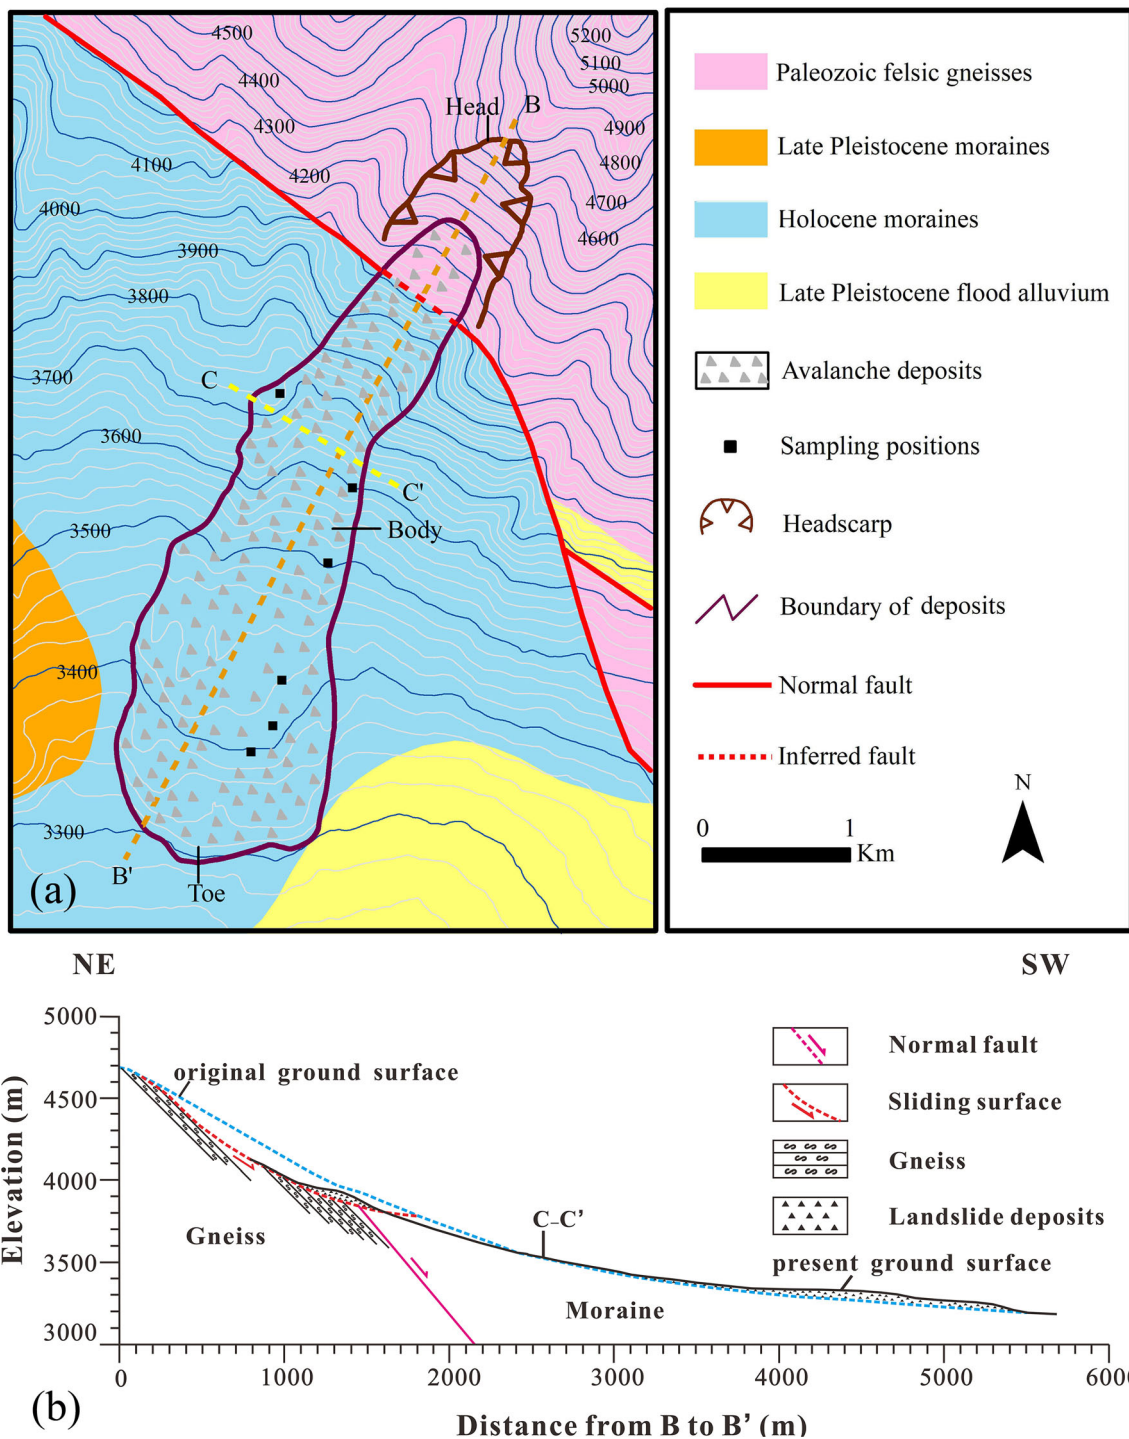 4500
5200
5100
5000
4400
Head
B
4300
4900
4100
4800
4200
4700
4000
4600
3900
3800
3700
C
3600
C'
3500
Body
3400
3300
B'
Toe
(a)
Paleozoic felsic gneisses
Late Pleistocene moraines
Holocene moraines
Late Pleistocene flood alluvium
Avalanche deposits
Sampling positions
Headscarp
Boundary of deposits
Normal fault
Inferred fault
0 1
Km
N
NE
SW
5000
4500
4000
3500
3000
Elevation (m)
original ground surface
Gneiss
C-C'
Moraine
present ground surface
Normal fault
Sliding surface
Gneiss
Landslide deposits
0 1000 2000 3000 4000 5000 6000
Distance from B to B' (m)
(b)